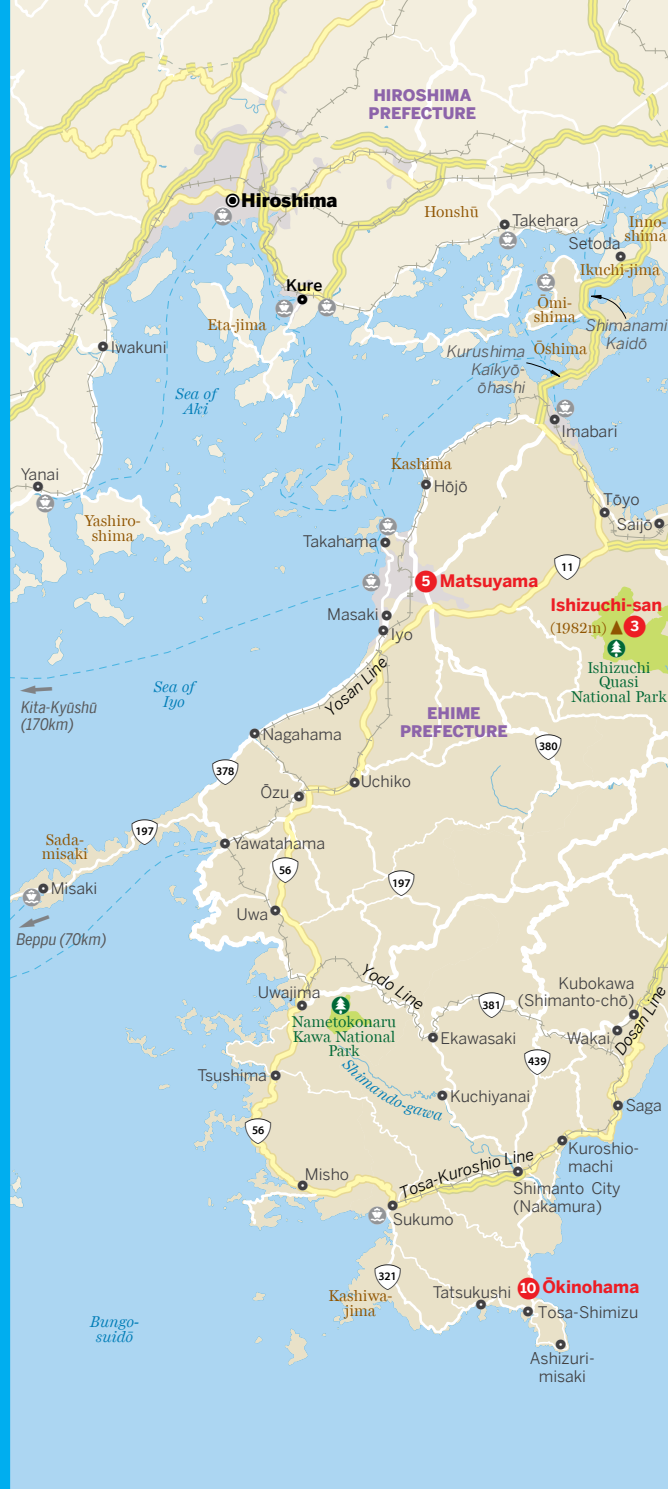 HIROSHIMA
PREFECTURE
Hiroshima
Honshū
Takehara
Inno-
shima
Setoda
Ikuchi-jima
Kure
Ōmi-
shima
Eta-jima
Shimanami
Kaidō
Iwakuni
Kurushima
Kaikyō-
ōhashi
Ōshima
Sea of
Aki
Imabari
Kashima
Yanai
Hōjō
Tōyo
Saijō
Yashiro-
shima
Takahama
11
5 Matsuyama
Ishizuchi-san
(1982m) 3
Masaki
Iyo
Ishizuchi
Quasi
National Park
Yosan Line
Sea of
Iyo
Kita-Kyūshū
(170km)
EHIME
PREFECTURE
Nagahama
380
378
Uchiko
Ōzu
197
Sada-
misaki
Yawatahama
56
197
Misaki
Uwa
Beppu (70km)
Yodo Line
Kubokawa
(Shimanto-chō)
Uwajima
381
Dosan Line
Nametokonaru
Kawa National
Park
Ekawasaki
Wakai
439
Tsushima
Shimando-gawa
Kuchiyanai
Saga
56
Kuroshio-
machi
Tosa-Kuroshio Line
Misho
Shimanto City
(Nakamura)
Sukumo
321
10 Ōkinohama
Kashiwa-
jima
Tatsukushi
Tosa-Shimizu
Bungo-
suidō
Ashizuri-
misaki